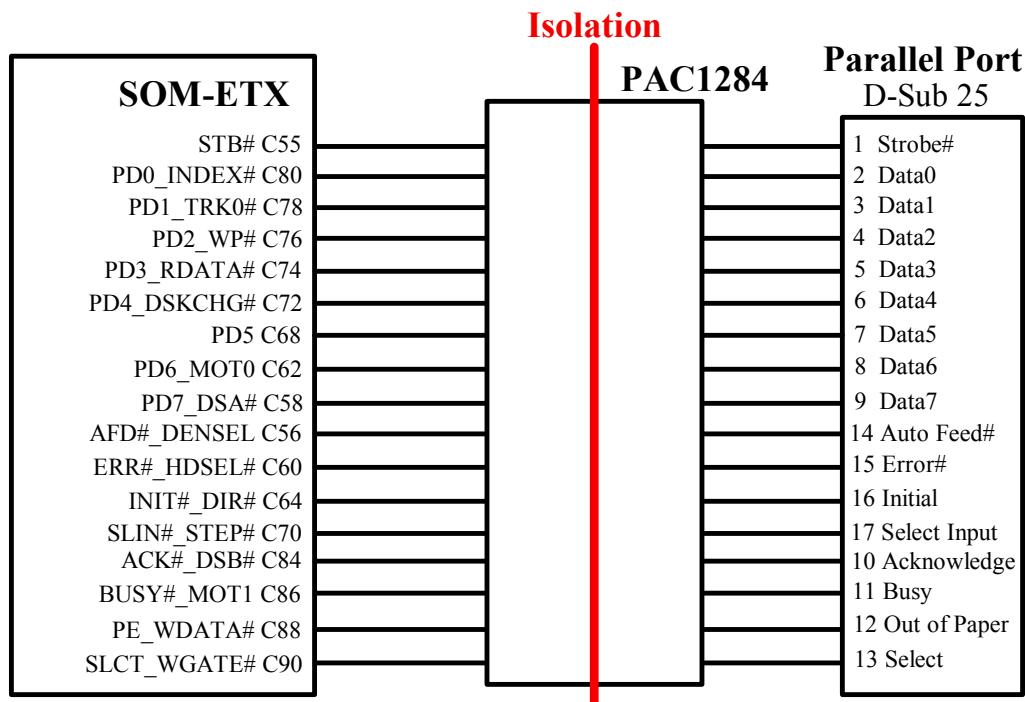 Isolation
SOM-ETX
PAC1284
Parallel Port
D-Sub 25
STB# C55
PD0_INDEX# C80
PD1_TRK0# C78
PD2_WP# C76
PD3_RDATA# C74
PD4_DSKCHG# C72
PD5 C68
PD6_MOT0 C62
PD7_DSA# C58
AFD#_DENSEL C56
ERR#_HDSEL# C60
INIT#_DIR# C64
SLIN#_STEP# C70
ACK#_DSB# C84
BUSY#_MOT1 C86
PE_WDATA# C88
SLCT_WGATE# C90
1 Strobe#
2 Data0
3 Data1
4 Data2
5 Data3
6 Data4
7 Data5
8 Data6
9 Data7
14 Auto Feed#
15 Error#
16 Initial
17 Select Input
10 Acknowledge
11 Busy
12 Out of Paper
13 Select